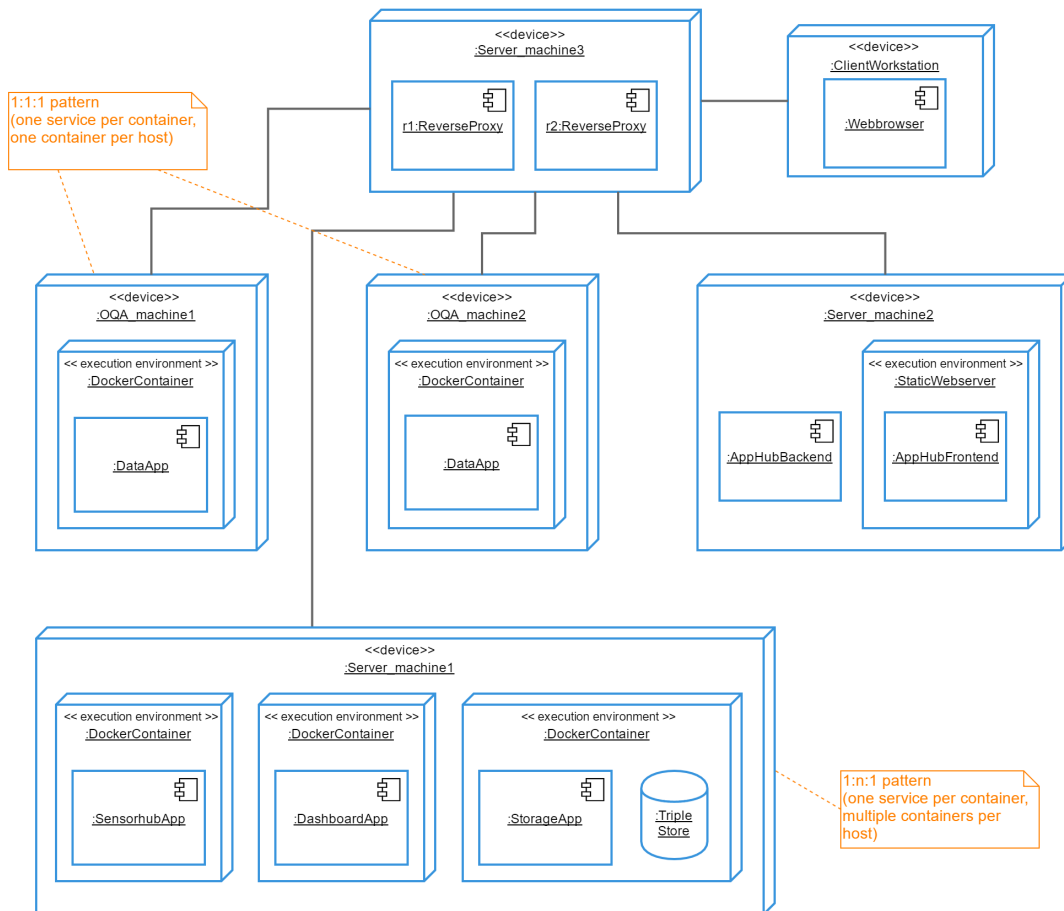 <<device>>
:Server_machine3
r1:ReverseProxy
r2:ReverseProxy
<<device>>
:ClientWorkstation
:Webbrowser
1:1:1 pattern
(one service per container,
one container per host)
<<device>>
:OQA_machine1
<< execution environment >>
:DockerContainer
:DataApp
<<device>>
:OQA_machine2
<< execution environment >>
:DockerContainer
:DataApp
<<device>>
:Server_machine2
:AppHubBackend
<< execution environment >>
:StaticWebserver
:AppHubFrontend
<<device>>
:Server_machine1
<< execution environment >>
:DockerContainer
:SensorhubApp
<< execution environment >>
:DockerContainer
:DashboardApp
<< execution environment >>
:DockerContainer
:StorageApp
:Triple
Store
1:n:1 pattern
(one service per container,
multiple containers per
host)